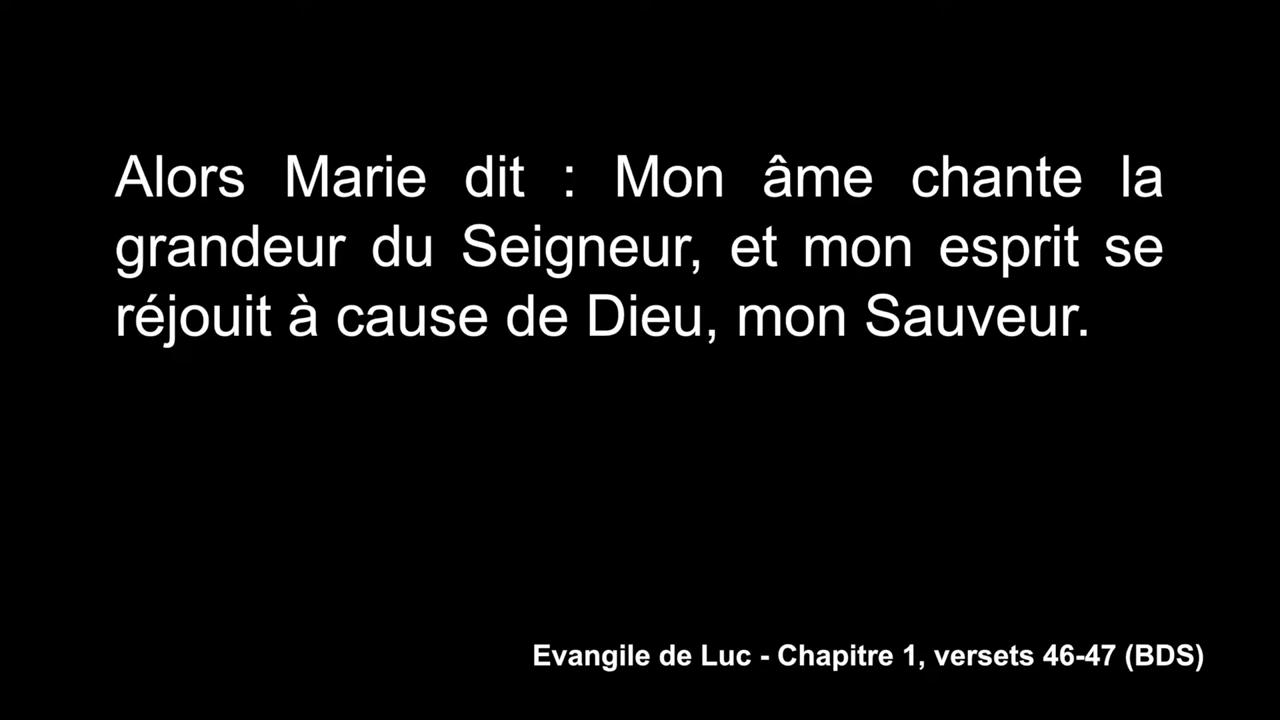 Alors Marie dit : Mon âme chante la
grandeur du Seigneur, et mon esprit se
réjouit à cause de Dieu, mon Sauveur.
Evangile de Luc - Chapitre 1, versets 46-47 (BDS)